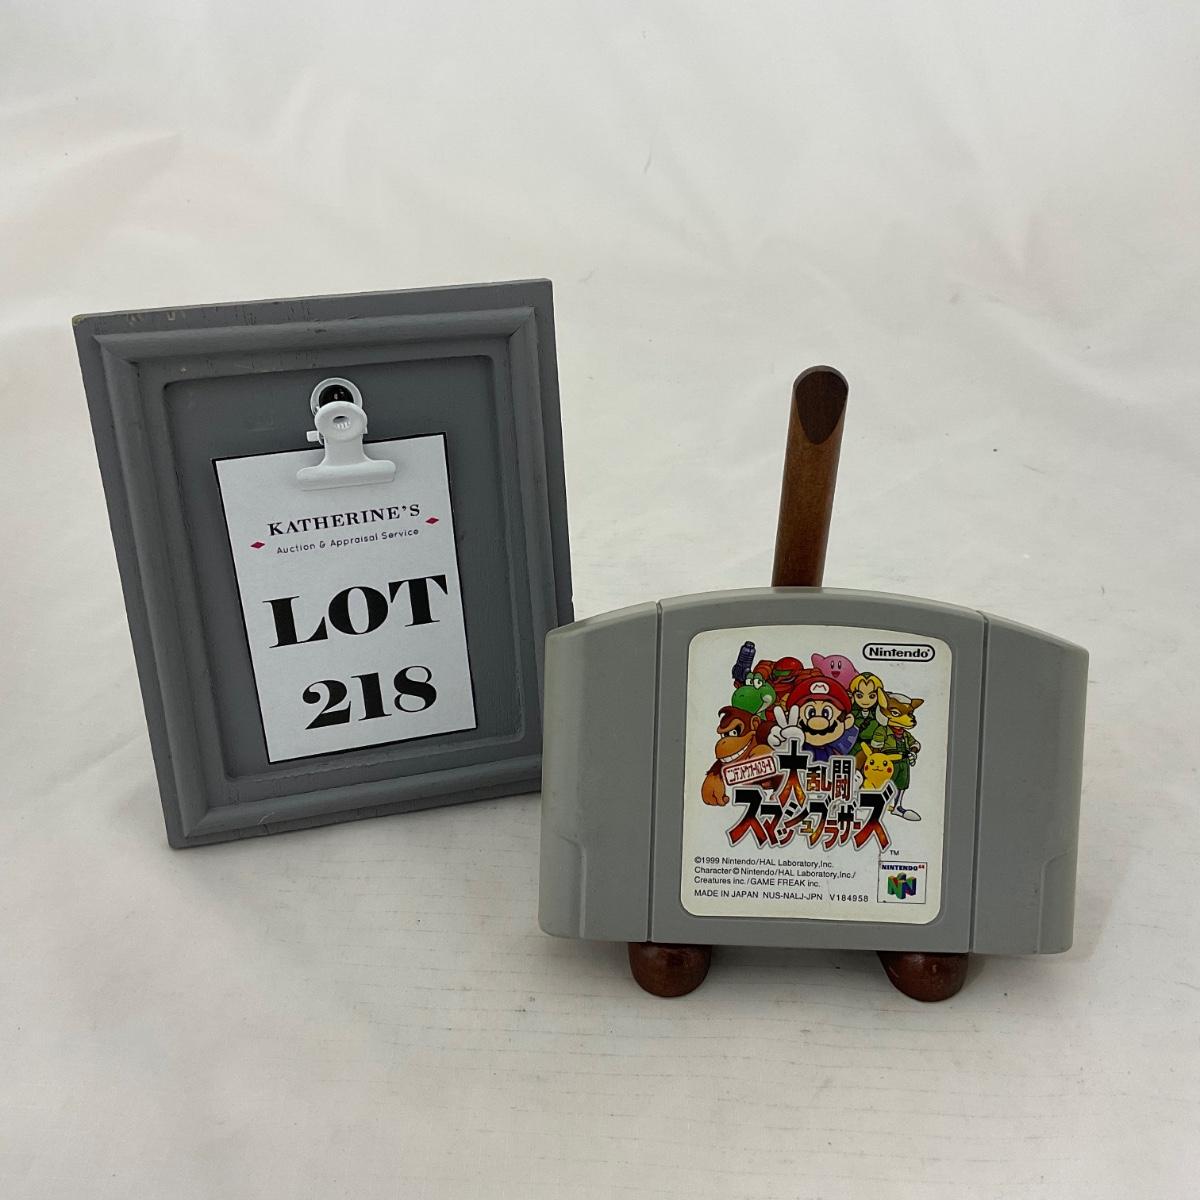 KATHERINE'S
Auction & Appraisal Service
LOT
218
Nintendo
ニンテンドウオールスター!
大乱闘
スマッシュブラザーズ
TM
©1999 Nintendo/HAL Laboratory,Inc.
Character©Nintendo/HAL Laboratory,Inc./
Creatures inc./GAME FREAK inc.
MADE IN JAPAN NUS-NALJ-JPN V184958
NINTENDO 64